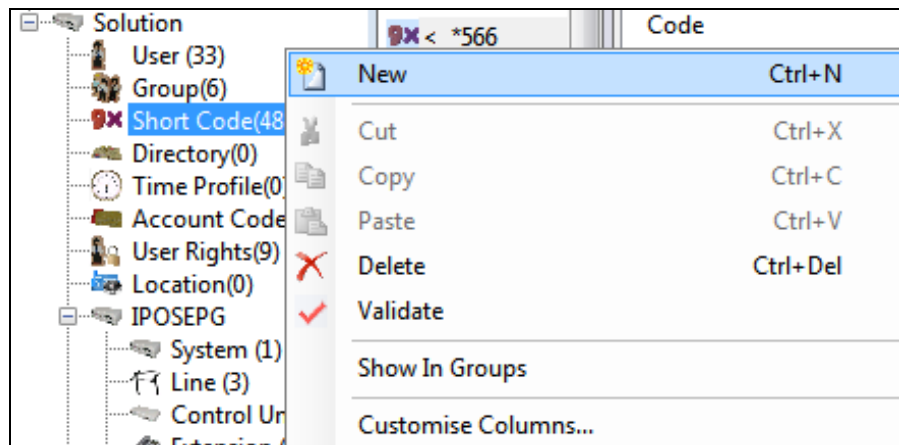 Solution
User (33)
Group(6)
Short Code(48
Directory(0)
Time Profile(0)
Account Code
User Rights(9)
Location(0)
IPOSEPG
System (1)
Line (3)
Control Un
9x < *566
Code
New Ctrl+N
Cut Ctrl+X
Copy Ctrl+C
Paste Ctrl+V
Delete Ctrl+Del
Validate
Show In Groups
Customise Columns...